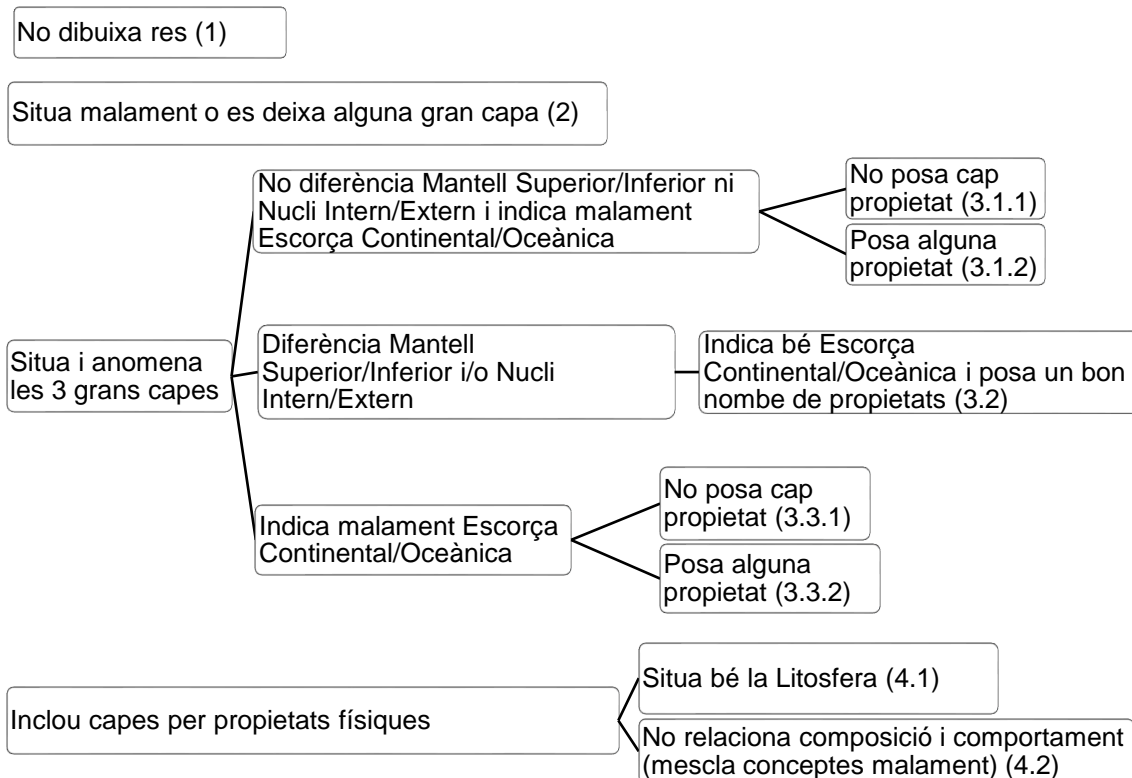 No dibuixa res (1)
Situa malament o es deixa alguna gran capa (2)
No diferència Mantell Superior/Inferior ni
Nucli Intern/Extern i indica malament
Escorça Continental/Oceànica
No posa cap
propietat (3.1.1)
Posa alguna
propietat (3.1.2)
Situa i anomena
les 3 grans capes
Diferència Mantell
Superior/Inferior i/o Nucli
Intern/Extern
Indica bé Escorça
Continental/Oceànica i posa un bon
nombe de propietats (3.2)
Indica malament Escorça
Continental/Oceànica
No posa cap
propietat (3.3.1)
Posa alguna
propietat (3.3.2)
Inclou capes per propietats físiques
Situa bé la Litosfera (4.1)
No relaciona composició i comportament
(mescla conceptes malament) (4.2)